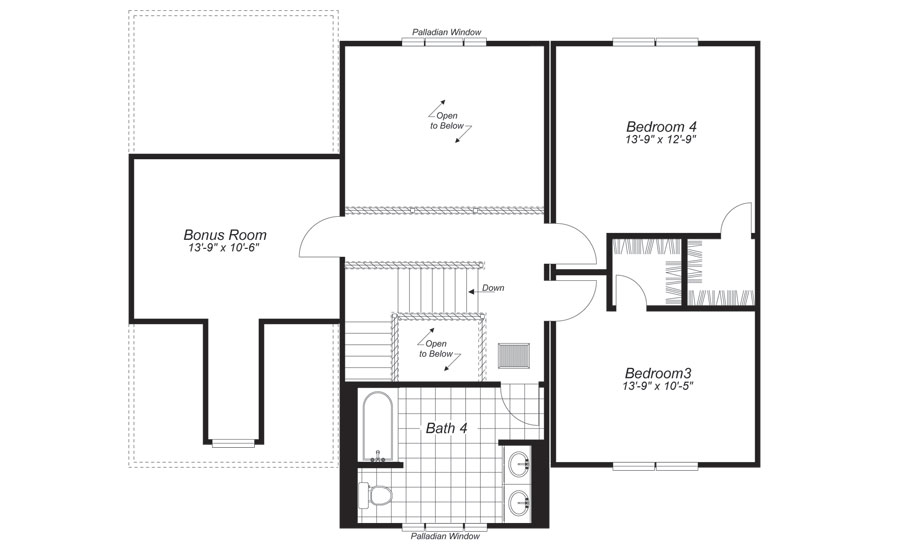 Palladian Window
Open
to Below
Bedroom 4
13'-9" x 12'-9"
Bonus Room
13'-9" x 10'-6"
Down
Open
to Below
Bedroom3
13'-9" x 10'-5"
Bath 4
Palladian Window